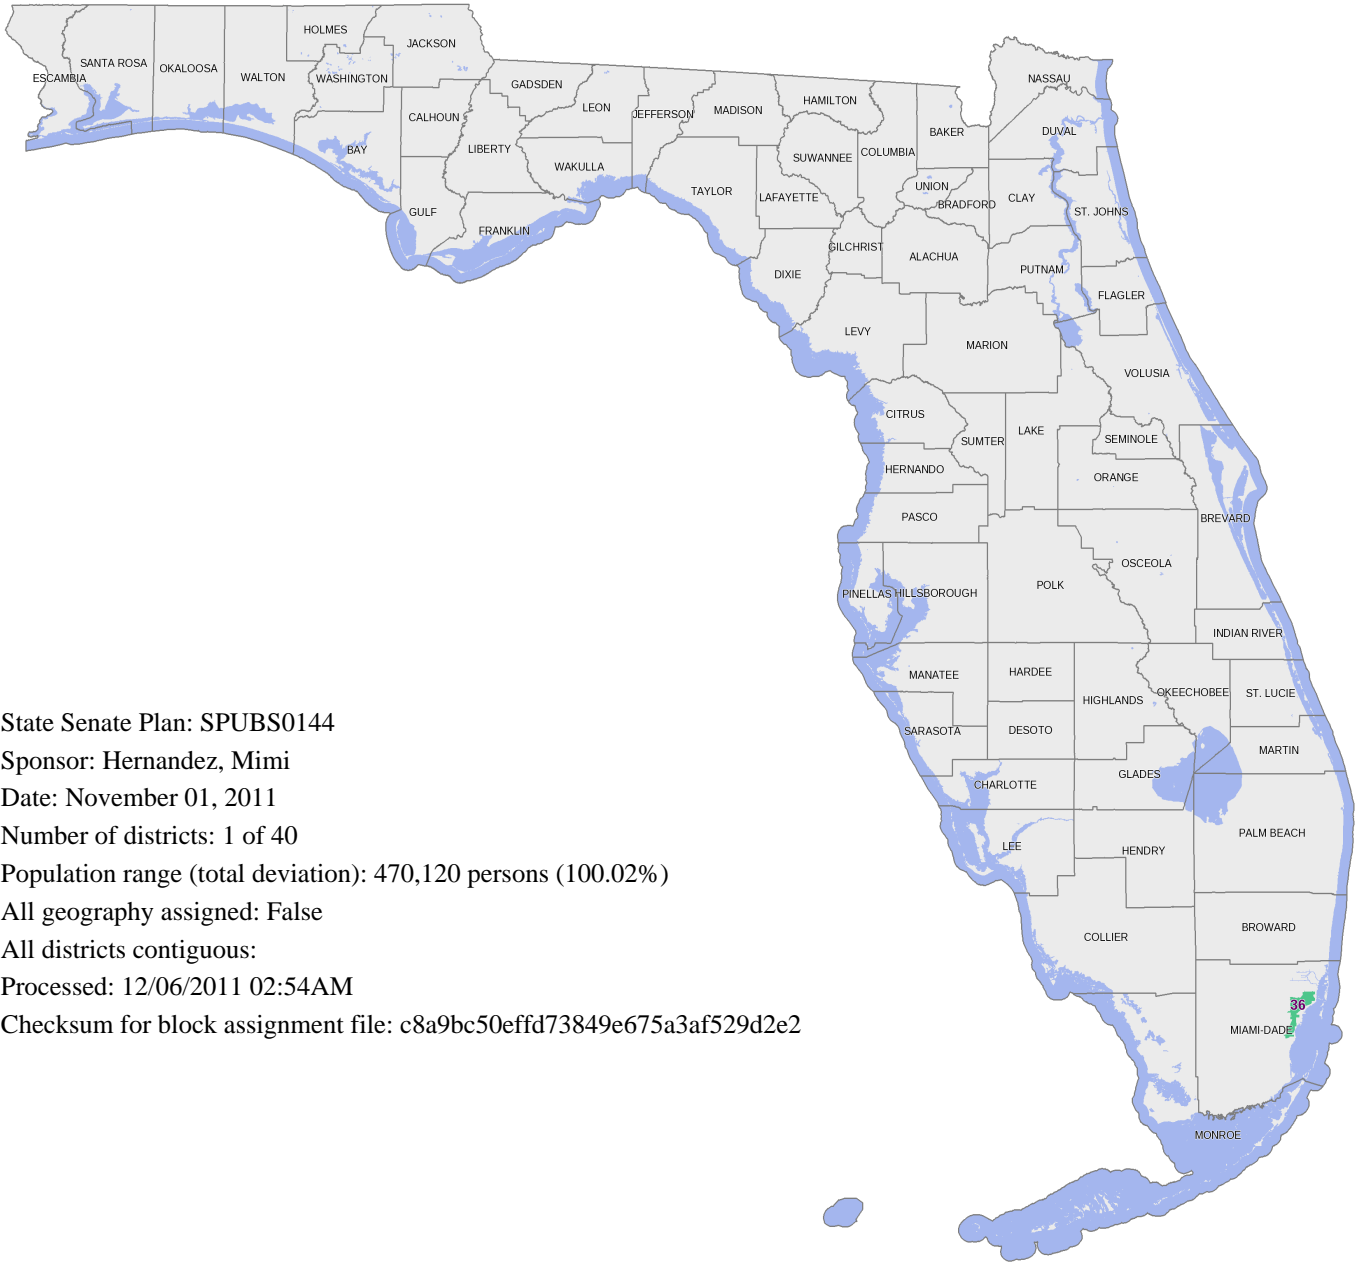 HOLMES
JACKSON
SANTA ROSA
OKALOOSA
WALTON
WASHINGTON
ESCAMBIA
NASSAU
GADSDEN
LEON
JEFFERSON
MADISON
HAMILTON
CALHOUN
BAKER
DUVAL
BAY
LIBERTY
WAKULLA
SUWANNEE
COLUMBIA
TAYLOR
LAFAYETTE
UNION
BRADFORD
CLAY
ST. JOHNS
GULF
FRANKLIN
GILCHRIST
ALACHUA
DIXIE
PUTNAM
FLAGLER
LEVY
MARION
VOLUSIA
CITRUS
SUMTER
LAKE
SEMINOLE
HERNANDO
ORANGE
PASCO
BREVARD
OSCEOLA
POLK
PINELLAS
HILLSBOROUGH
INDIAN RIVER
MANATEE
HARDEE
HIGHLANDS
OKEECHOBEE
ST. LUCIE
SARASOTA
DESOTO
MARTIN
GLADES
CHARLOTTE
PALM BEACH
LEE
HENDRY
BROWARD
COLLIER
36
MIAMI-DADE
MONROE
State Senate Plan: SPUBS0144
Sponsor: Hernandez, Mimi
Date: November 01, 2011
Number of districts: 1 of 40
Population range (total deviation): 470,120 persons (100.02%)
All geography assigned: False
All districts contiguous:
Processed: 12/06/2011 02:54AM
Checksum for block assignment file: c8a9bc50effd73849e675a3af529d2e2